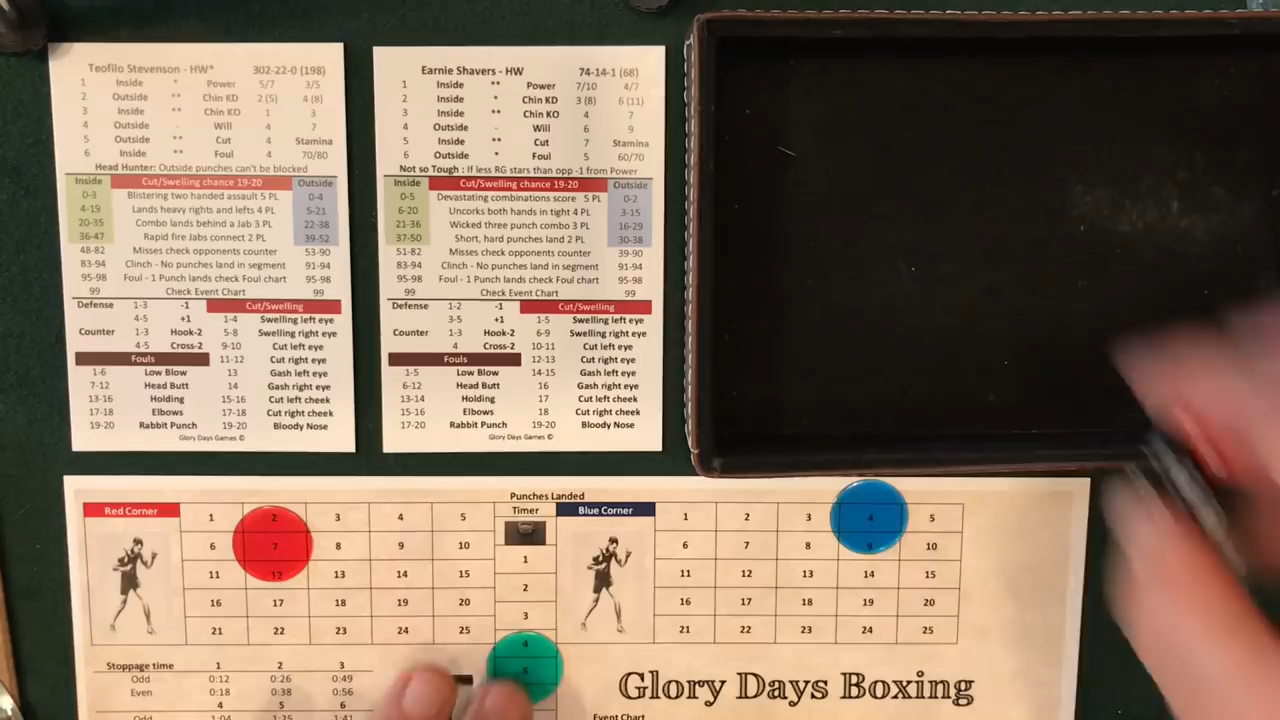 Teofilo Stevenson - HW* 302-22-0 (198)
1 Inside * Power 5/7 3/5
2 Outside ** Chin KD 2 (5) 4 (8)
3 Inside ** Chin KO 1 3
4 Outside - Will 4 7
5 Outside ** Cut 4 Stamina
6 Inside ** Foul 4 70/80
Head Hunter: Outside punches can't be blocked
Inside Cut/Swelling chance 19-20 Outside
0-3 Blistering two handed assault 5 PL 0-4
4-19 Lands heavy rights and lefts 4 PL 5-21
20-35 Combo lands behind a Jab 3 PL 22-38
36-47 Rapid fire Jabs connect 2 PL 39-52
48-82 Misses check opponents counter 53-90
83-94 Clinch - No punches land in segment 91-94
95-98 Foul - 1 Punch lands check Foul chart 95-98
99 Check Event Chart 99
Defense 1-3 -1 Cut/Swelling
4-5 +1 1-4 Swelling left eye
Counter 1-3 Hook-2 5-8 Swelling right eye
4-5 Cross-2 9-10 Cut left eye
Fouls 11-12 Cut right eye
1-6 Low Blow 13 Gash left eye
7-12 Head Butt 14 Gash right eye
13-16 Holding 15-16 Cut left cheek
17-18 Elbows 17-18 Cut right cheek
19-20 Rabbit Punch 19-20 Bloody Nose
Glory Days Games ©
Earnie Shavers - HW 74-14-1 (68)
1 Inside ** Power 7/10 4/7
2 Inside * Chin KD 3 (8) 6 (11)
3 Inside ** Chin KO 4 7
4 Outside - Will 6 9
5 Inside ** Cut 7 Stamina
6 Outside * Foul 5 60/70
Not so Tough : If less RG stars than opp -1 from Power
Inside Cut/Swelling chance 19-20 Outside
0-5 Devastating combinations score 5 PL 0-2
6-20 Uncorks both hands in tight 4 PL 3-15
21-36 Wicked three punch combo 3 PL 16-29
37-50 Short, hard punches land 2 PL 30-38
51-82 Misses check opponents counter 39-90
83-94 Clinch - No punches land in segment 91-94
95-98 Foul - 1 Punch lands check Foul chart 95-98
99 Check Event Chart 99
Defense 1-2 -1 Cut/Swelling
3-5 +1 1-5 Swelling left eye
Counter 1-3 Hook-2 6-9 Swelling right eye
4 Cross-2 10-11 Cut left eye
Fouls 12-13 Cut right eye
1-5 Low Blow 14-15 Gash left eye
6-12 Head Butt 16 Gash right eye
13-14 Holding 17 Cut left cheek
15-16 Elbows 18 Cut right cheek
17-20 Rabbit Punch 19-20 Bloody Nose
Glory Days Games ©
Punches Landed
Red Corner 1 2 3 4 5 Timer Blue Corner 1 2 3 4 5
6 7 8 9 10 1 6 7 8 9 10
11 12 13 14 15 2 11 12 13 14 15
16 17 18 19 20 3 16 17 18 19 20
21 22 23 24 25 4 21 22 23 24 25
Stoppage time 1 2 3
Odd 0:12 0:26 0:49
Even 0:18 0:38 0:56
4 5 6
Odd 1:04 1:25 1:41
Glory Days Boxing
Event Chart